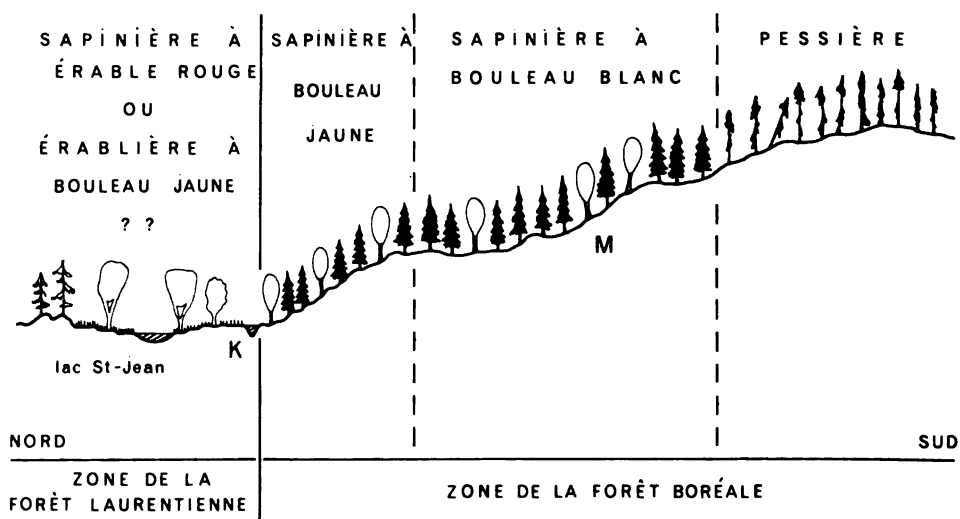 SAPINIÈRE À
ÉRABLE ROUGE
OU
ÉRABLIÈRE À
BOULEAU JAUNE
? ?
SAPINIÈRE À
BOULEAU
JAUNE
SAPINIÈRE À
BOULEAU BLANC
PESSIÈRE
M
K
lac St-Jean
NORD
SUD
ZONE DE LA
FORÊT LAURENTIENNE
ZONE DE LA FORÊT BORÉALE